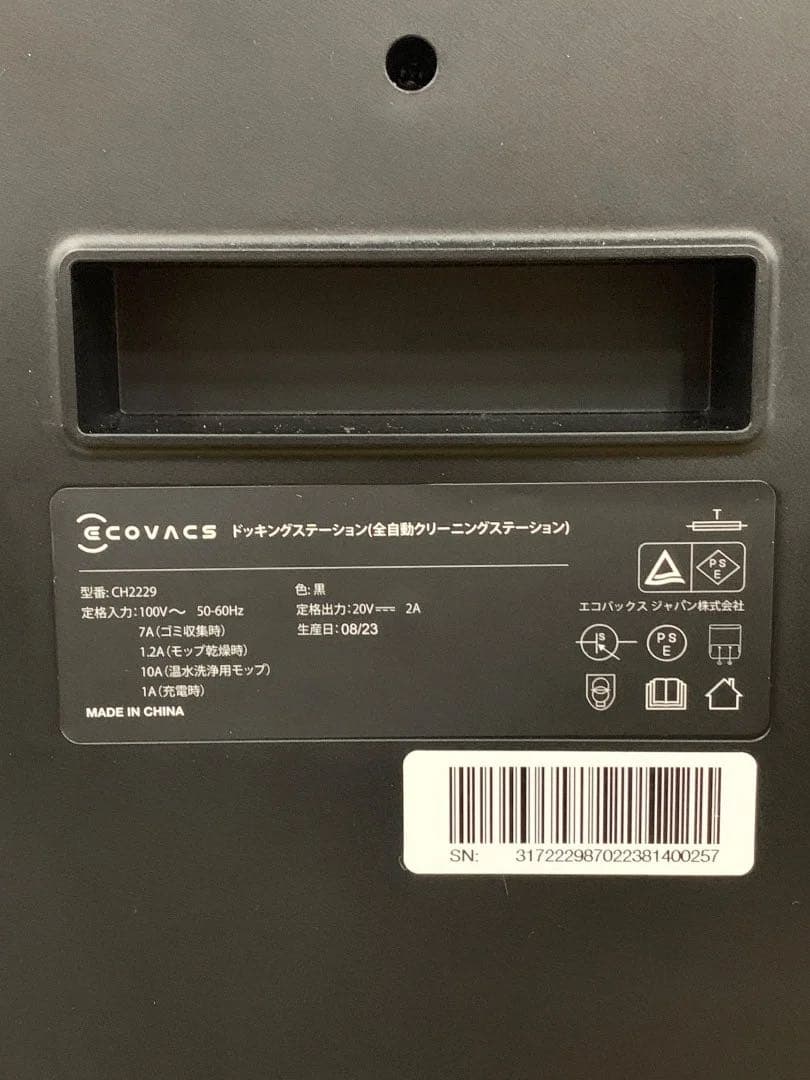 ECOVACS ドッキングステーション(全自動クリーニングステーション)
T
型番: CH2229
色: 黒
定格入力: 100V～ 50-60Hz
定格出力: 20V⎓ 2A
7A(ゴミ収集時)
生産日: 08/23
1.2A(モップ乾燥時)
10A(温水洗浄用モップ)
1A(充電時)
MADE IN CHINA
PS
E
エコバックス ジャパン株式会社
S
PS
E
SN: 317222987022381400257